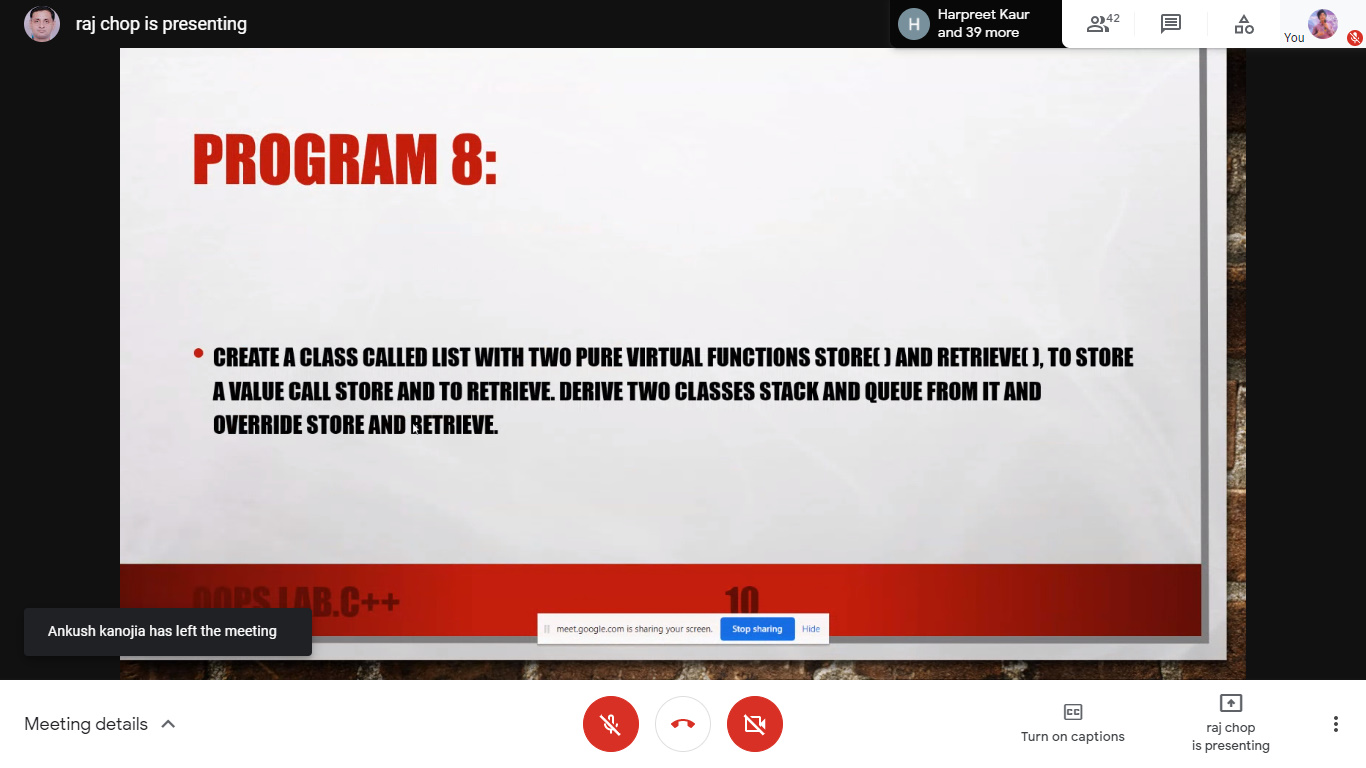 raj chop is presenting
H
Harpreet Kaur
and 39 more
42
You
PROGRAM 8:
• CREATE A CLASS CALLED LIST WITH TWO PURE VIRTUAL FUNCTIONS STORE( ) AND RETRIEVE( ), TO STORE
A VALUE CALL STORE AND TO RETRIEVE. DERIVE TWO CLASSES STACK AND QUEUE FROM IT AND
OVERRIDE STORE AND RETRIEVE.
OOPS LAB.C++
10
Ankush kanojia has left the meeting
meet.google.com is sharing your screen.
Stop sharing
Hide
Meeting details
CC
Turn on captions
raj chop
is presenting